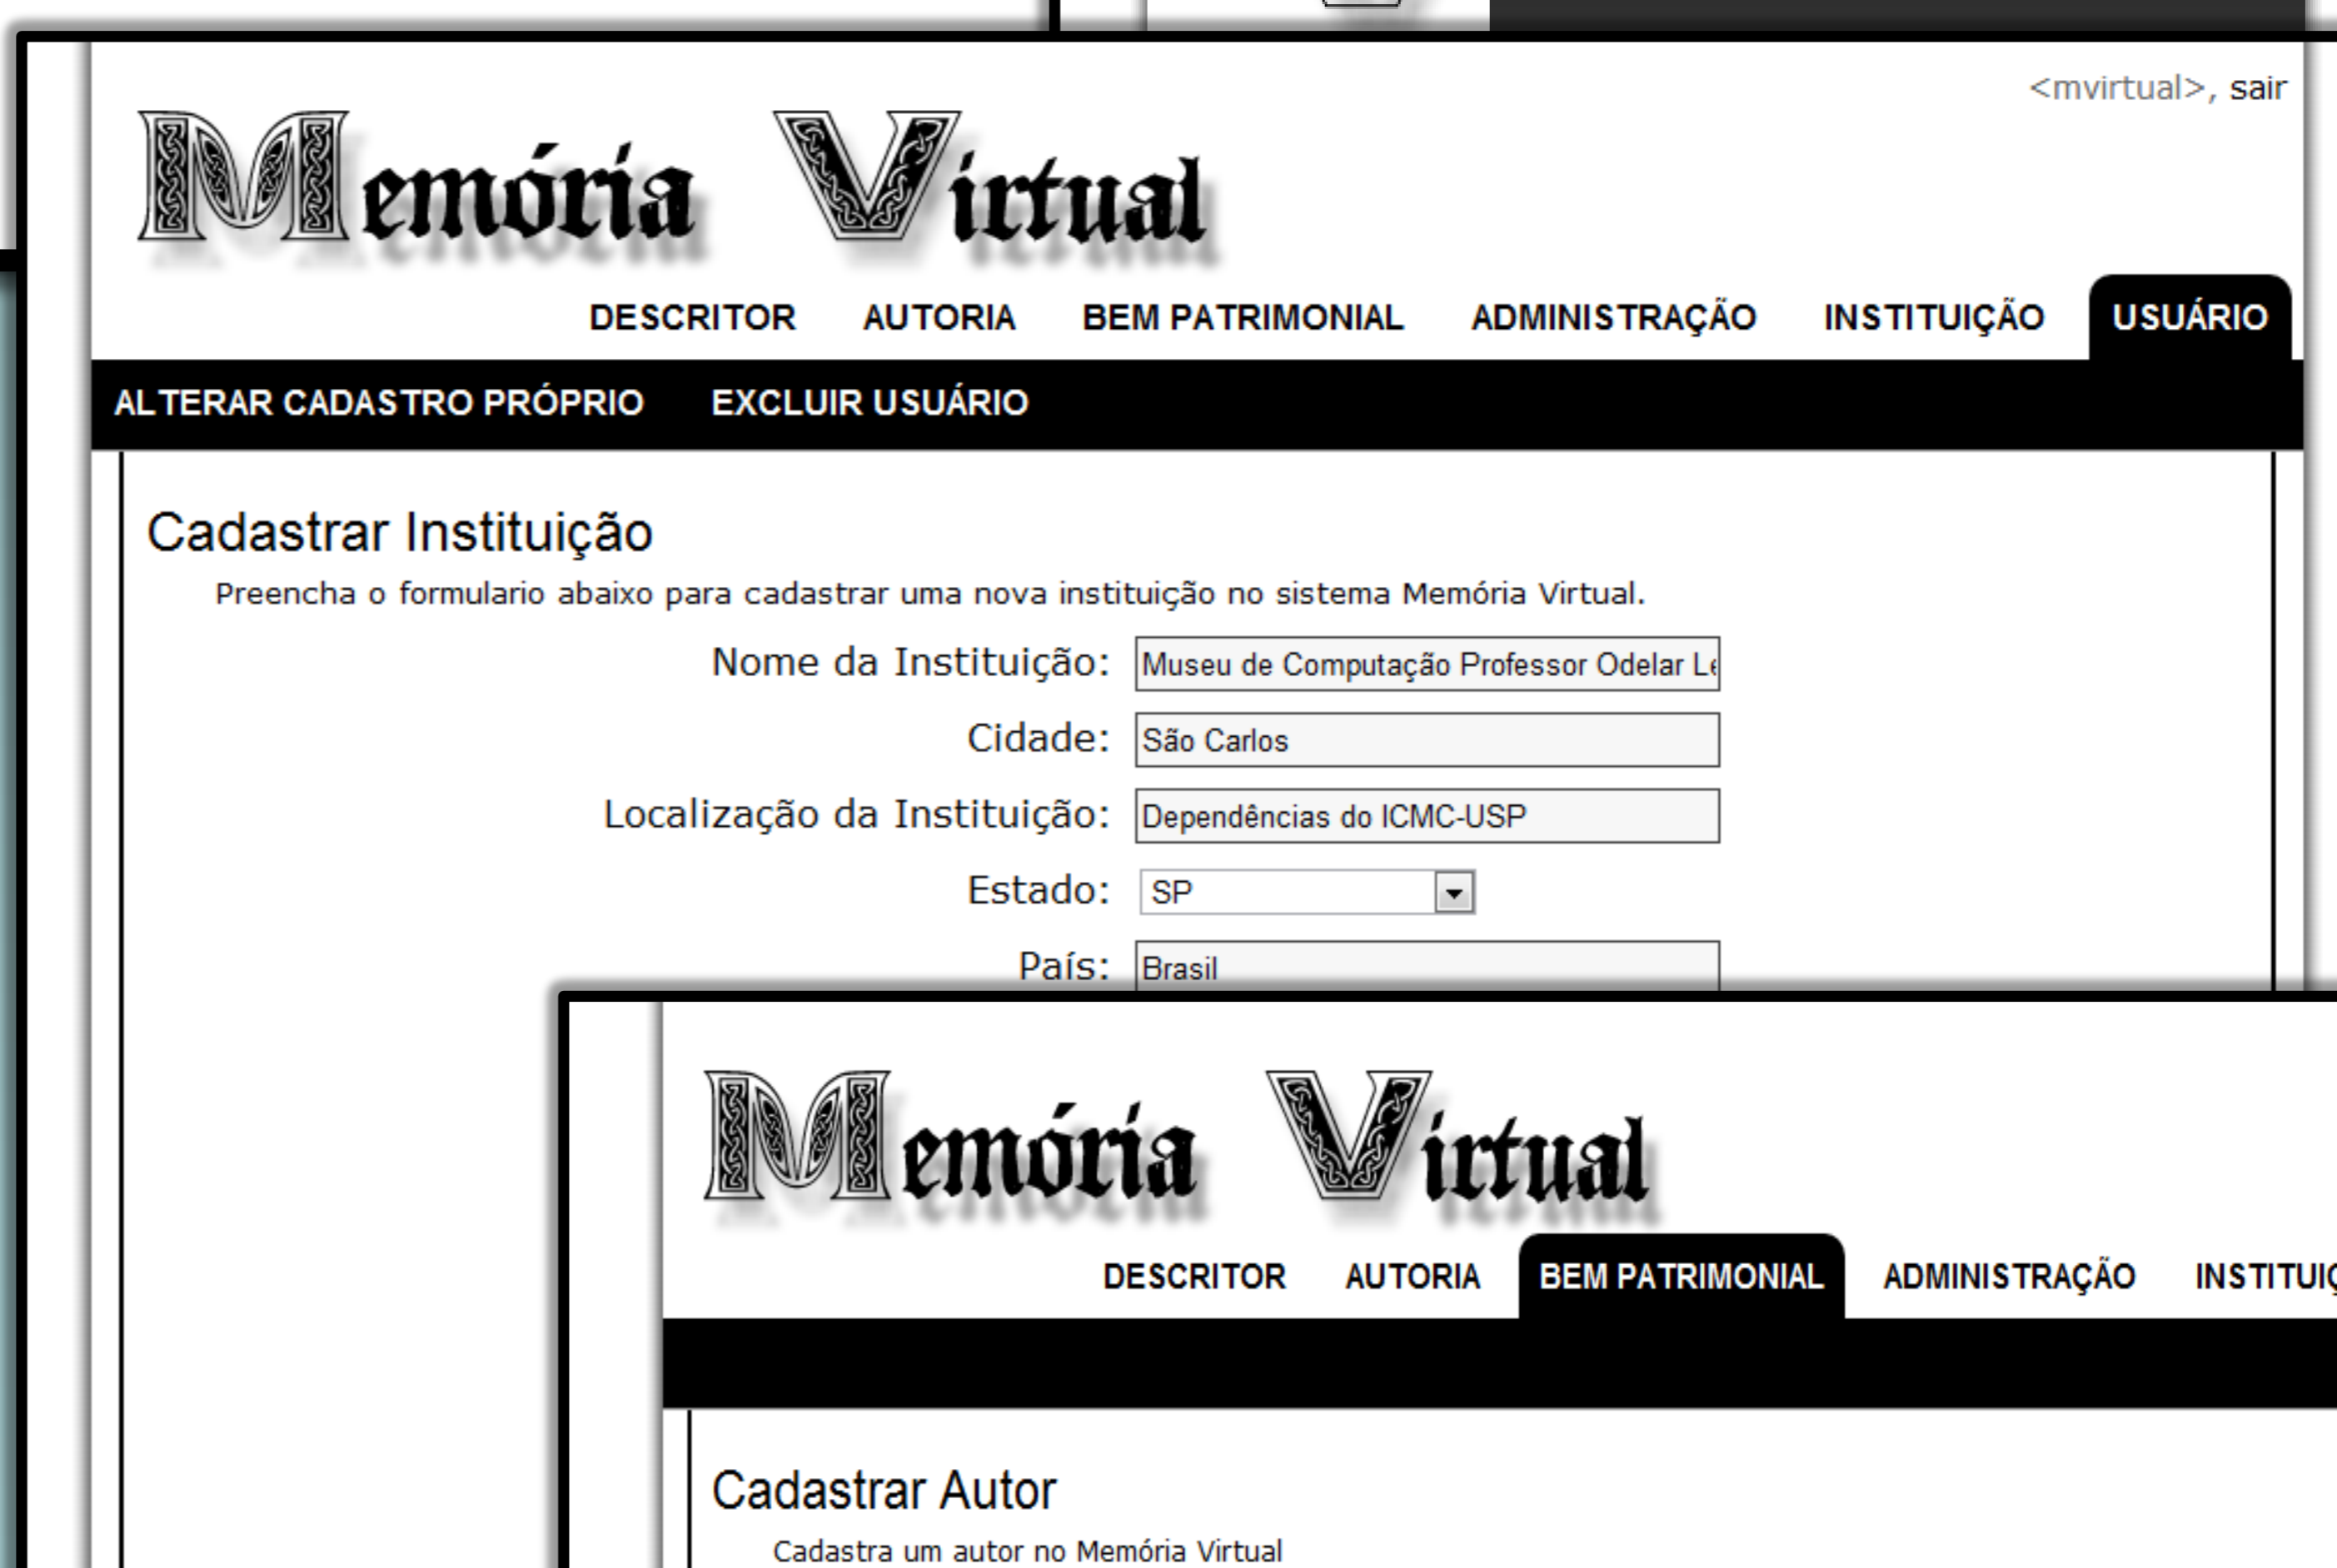 <mvirtual>, sair
Memória Virtual
DESCRITOR AUTORIA BEM PATRIMONIAL ADMINISTRAÇÃO INSTITUIÇÃO USUÁRIO
ALTERAR CADASTRO PRÓPRIO EXCLUIR USUÁRIO
Cadastrar Instituição
Preencha o formulario abaixo para cadastrar uma nova instituição no sistema Memória Virtual.
Nome da Instituição: Museu de Computação Professor Odelar
Cidade: São Carlos
Localização da Instituição: Dependências do ICMC-USP
Estado: SP
País: Brasil
Memória Virtual
DESCRITOR AUTORIA BEM PATRIMONIAL ADMINISTRAÇÃO
Cadastrar Autor
Cadastra um autor no Memória Virtual